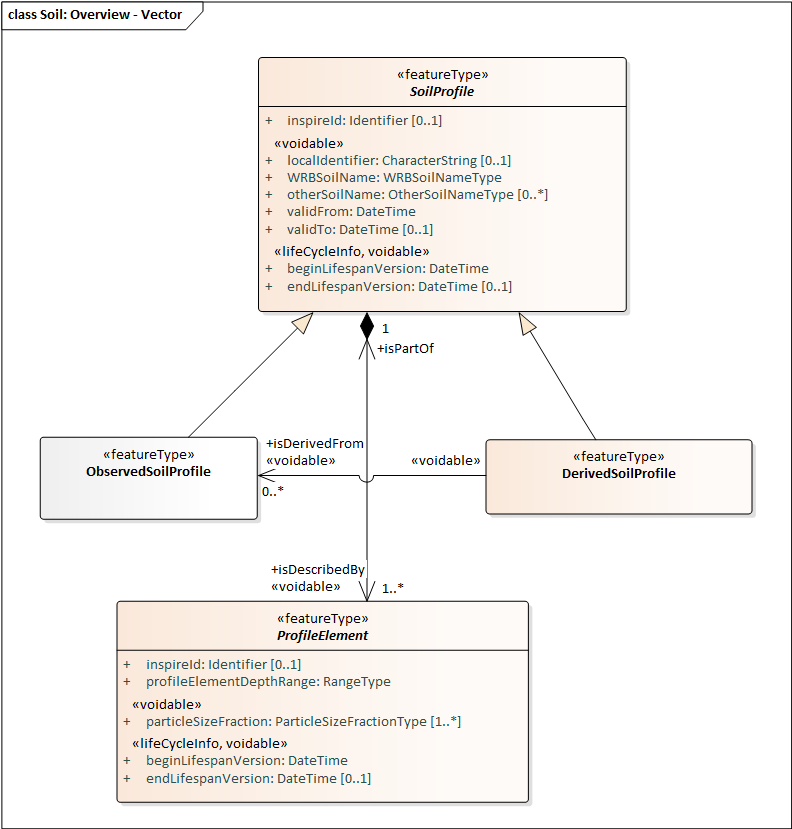 class Soil: Overview - Vector
«featureType»
SoilProfile
+ inspireId: Identifier [0..1]
«voidable»
+ localIdentifier: CharacterString [0..1]
+ WRBSoilName: WRBSoilNameType
+ otherSoilName: OtherSoilNameType [0..*]
+ validFrom: DateTime
+ validTo: DateTime [0..1]
«lifeCycleInfo, voidable»
+ beginLifespanVersion: DateTime
+ endLifespanVersion: DateTime [0..1]
1
+isPartOf
«featureType»
ObservedSoilProfile
+isDerivedFrom
«voidable»
0..*
«voidable»
«featureType»
DerivedSoilProfile
+isDescribedBy
«voidable»
1..*
«featureType»
ProfileElement
+ inspireId: Identifier [0..1]
+ profileElementDepthRange: RangeType
«voidable»
+ particleSizeFraction: ParticleSizeFractionType [1..*]
«lifeCycleInfo, voidable»
+ beginLifespanVersion: DateTime
+ endLifespanVersion: DateTime [0..1]